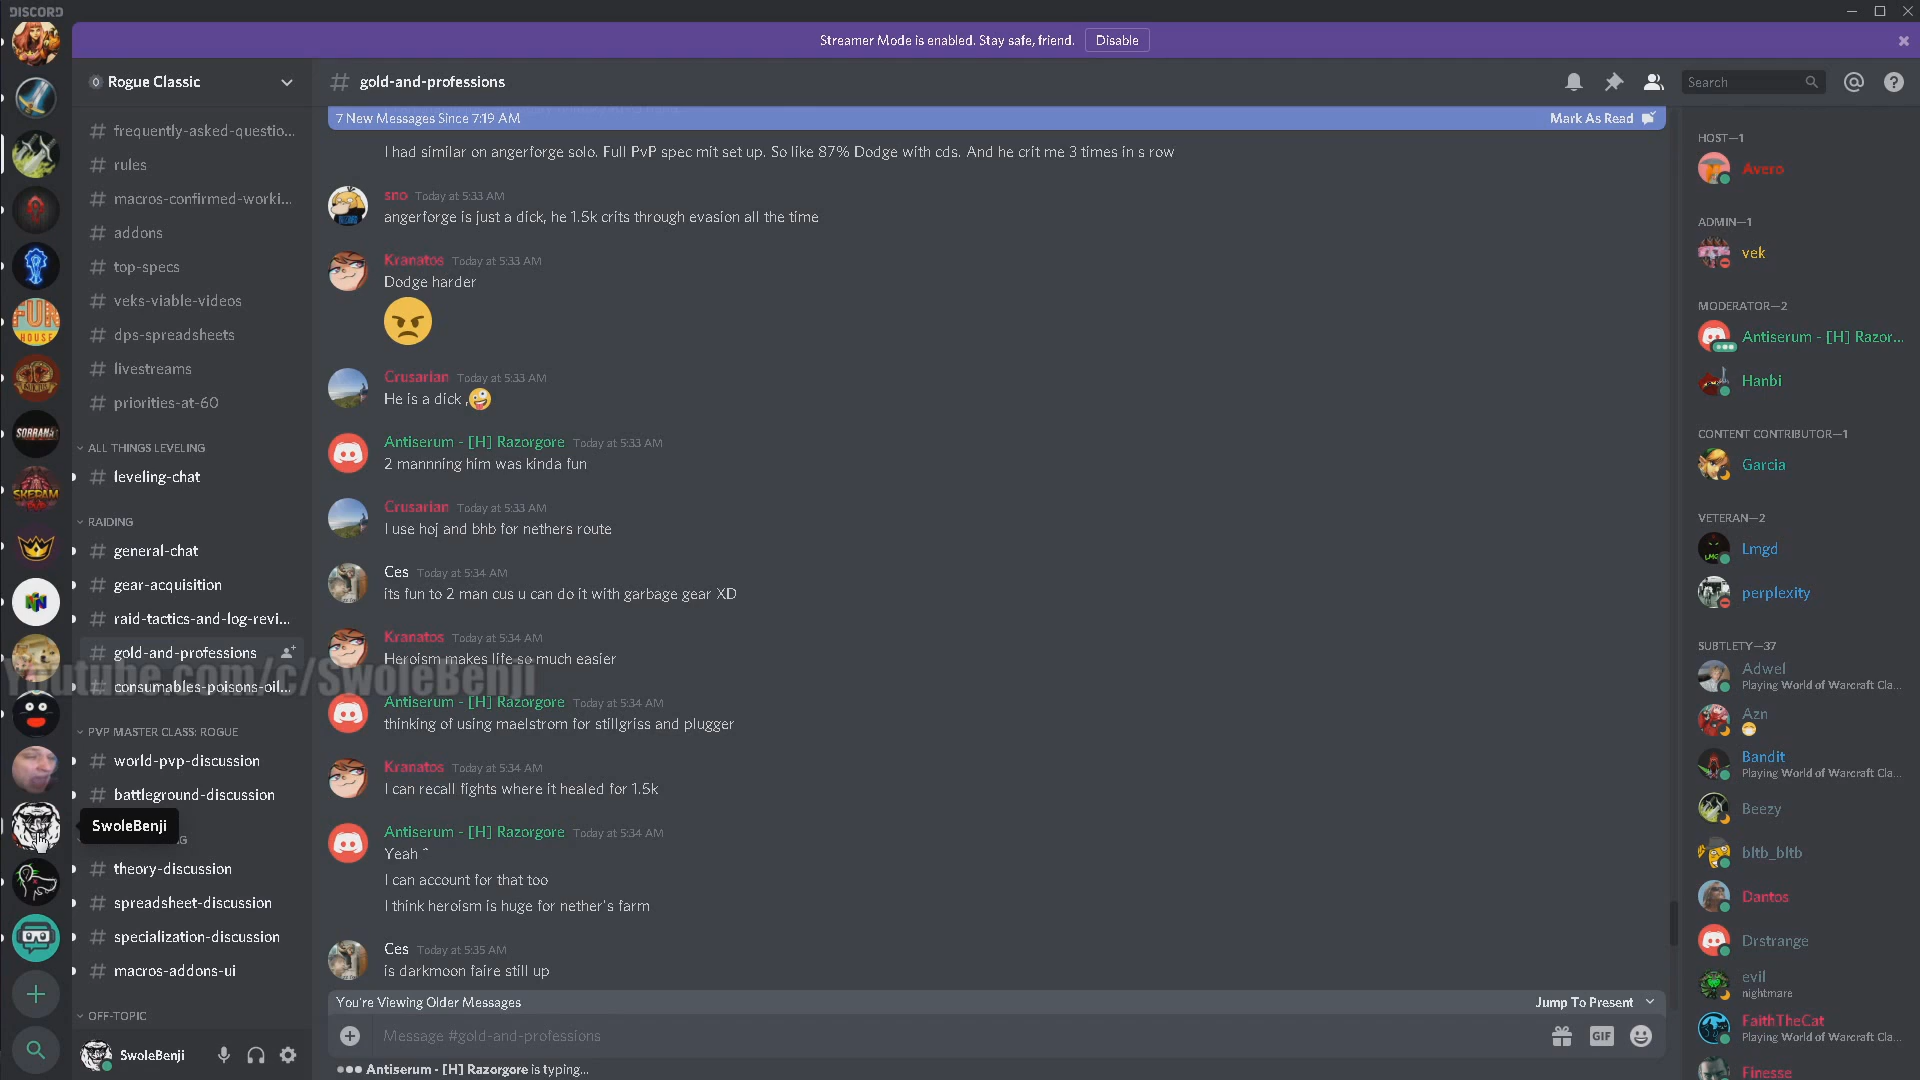 DISCORD
Streamer Mode is enabled. Stay safe, friend.
Disable
Rogue Classic
gold-and-professions
Search
frequently-asked-questio...
rules
macros-confirmed-worki...
addons
top-specs
veks-viable-videos
dps-spreadsheets
livestreams
priorities-at-60
ALL THINGS LEVELING
leveling-chat
RAIDING
general-chat
gear-acquisition
raid-tactics-and-log-revi...
gold-and-professions
consumables-poisons-oil...
PVP MASTER CLASS: ROGUE
world-pvp-discussion
battleground-discussion
SwoleBenji
theory-discussion
spreadsheet-discussion
specialization-discussion
macros-addons-ui
OFF-TOPIC
SwoleBenji
FUN
HOUSE
SKERAM
Youtube.com/c/SwoleBenji
7 New Messages Since 7:19 AM
Mark As Read
I had similar on angerforge solo. Full PvP spec mit set up. So like 87% Dodge with cds. And he crit me 3 times in s row
sno Today at 5:33 AM
angerforge is just a dick, he 1.5k crits through evasion all the time
Kranatos Today at 5:33 AM
Dodge harder
Crusarian Today at 5:33 AM
He is a dick ,
Antiserum - [H] Razorgore Today at 5:33 AM
2 mannning him was kinda fun
Crusarian Today at 5:33 AM
I use hoj and bhb for nethers route
Ces Today at 5:34 AM
its fun to 2 man cus u can do it with garbage gear XD
Kranatos Today at 5:34 AM
Heroism makes life so much easier
Antiserum - [H] Razorgore Today at 5:34 AM
thinking of using maelstrom for stillgriss and plugger
Kranatos Today at 5:34 AM
I can recall fights where it healed for 1.5k
Antiserum - [H] Razorgore Today at 5:34 AM
Yeah ^
I can account for that too
I think heroism is huge for nether's farm
Ces Today at 5:35 AM
is darkmoon faire still up
You're Viewing Older Messages
Jump To Present
Message #gold-and-professions
GIF
Antiserum - [H] Razorgore is typing...
HOST—1
Avero
ADMIN—1
vek
MODERATOR—2
Antiserum - [H] Razor...
Hanbi
CONTENT CONTRIBUTOR—1
Garcia
VETERAN—2
Lmgd
perplexity
SUBTLETY—37
Adwel
Playing World of Warcraft Cla...
Azn
Bandit
Playing World of Warcraft Cla...
Beezy
bltb_bltb
Dantos
Drstrange
evil
nightmare
FaithTheCat
Playing World of Warcraft Cla...
Finesse